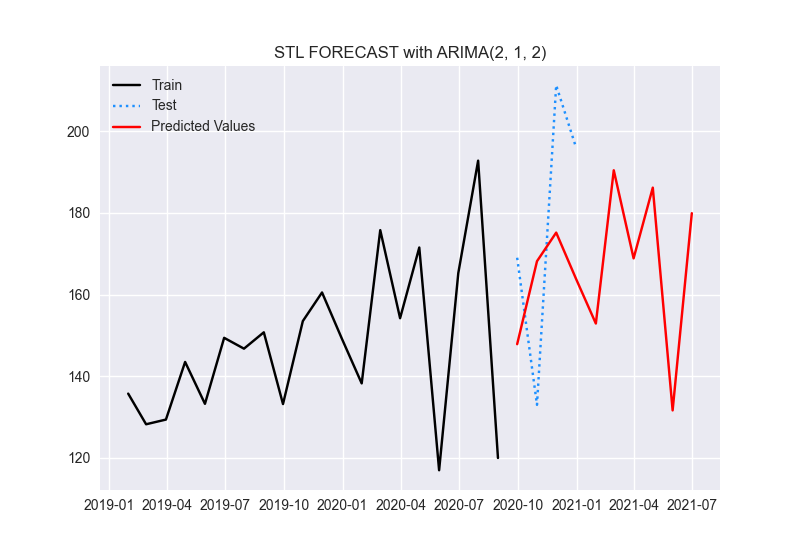 STL FORECAST with ARIMA(2, 1, 2)
Train
Test
Predicted Values
200
180
160
140
120
2019-01 2019-04 2019-07 2019-10 2020-01 2020-04 2020-07 2020-10 2021-01 2021-04 2021-07